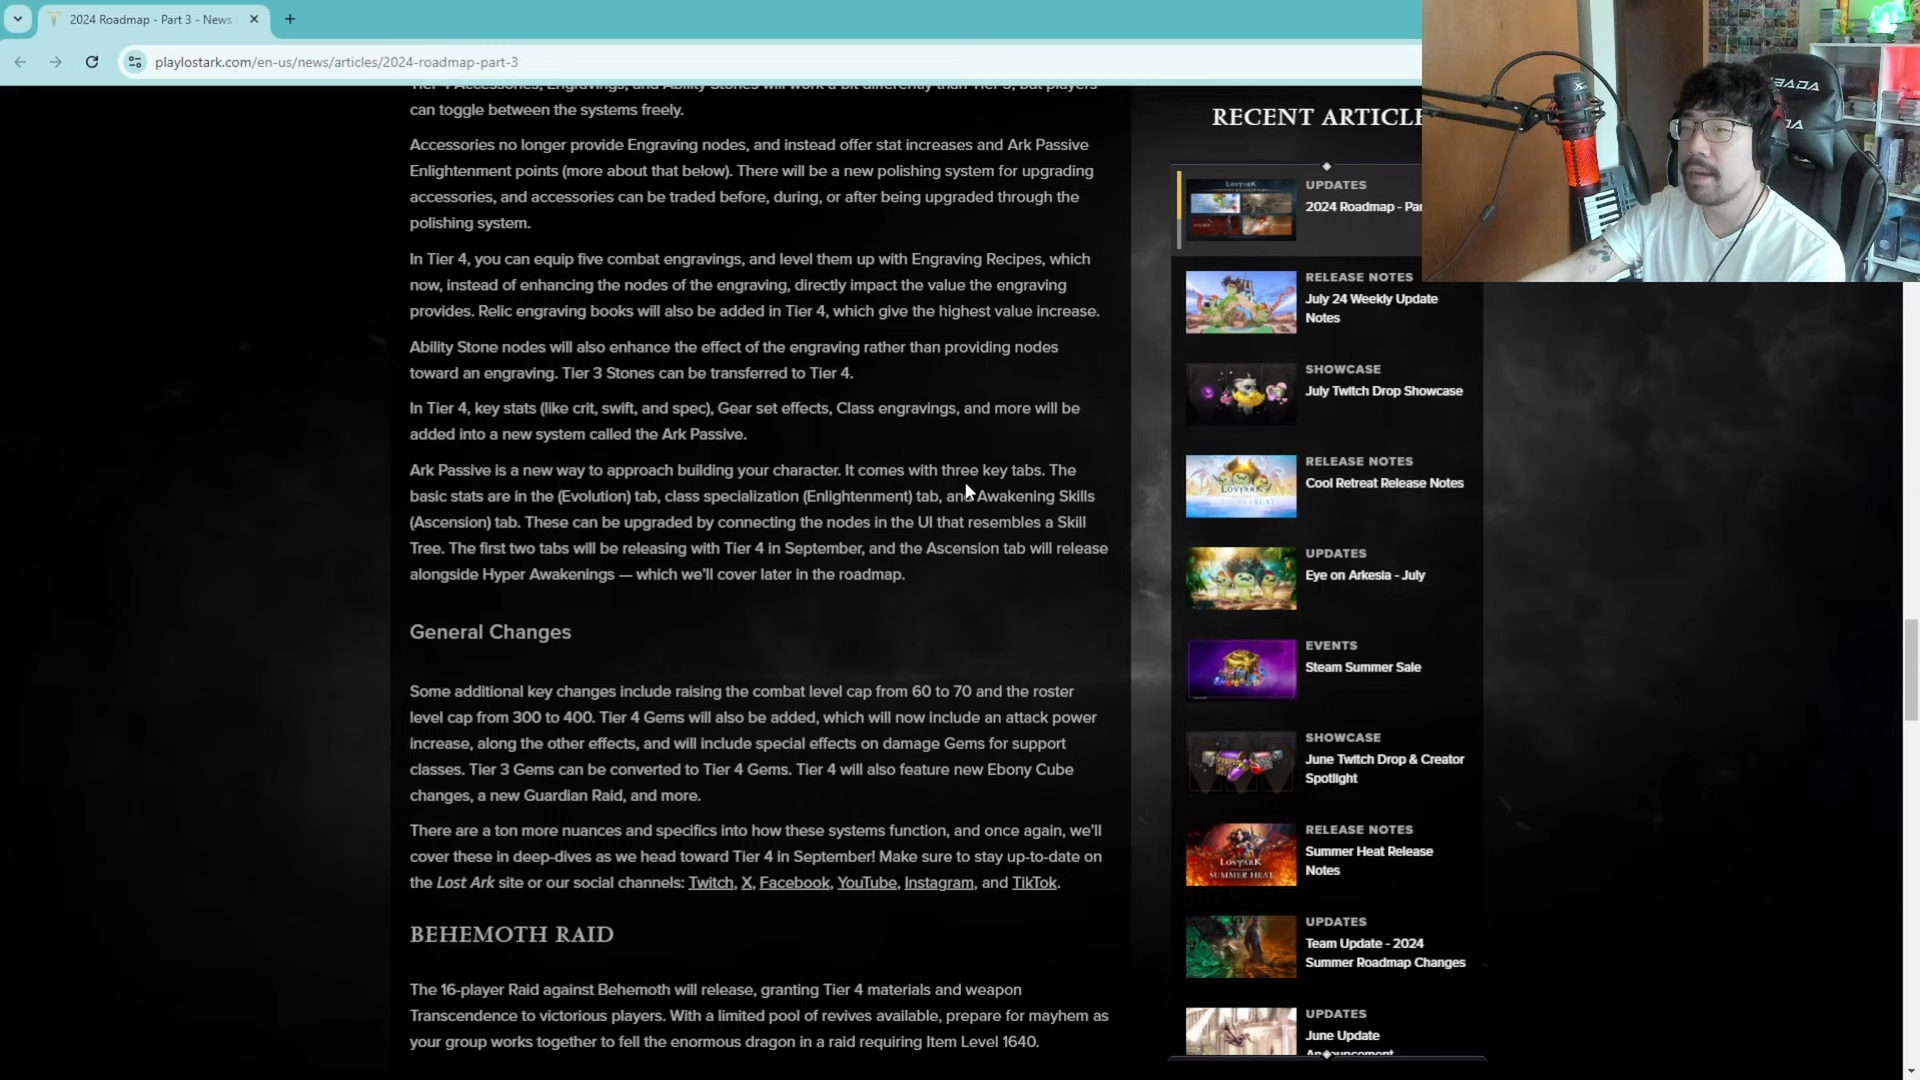 2024 Roadmap - Part 3 - News
playlostark.com/en-us/news/articles/2024-roadmap-part-3
Tier 4 Accessories, Engravings, and Ability Stones will work a bit differently than Tier 3, but players
can toggle between the systems freely.
Accessories no longer provide Engraving nodes, and instead offer stat increases and Ark Passive
Enlightenment points (more about that below). There will be a new polishing system for upgrading
accessories, and accessories can be traded before, during, or after being upgraded through the
polishing system.
In Tier 4, you can equip five combat engravings, and level them up with Engraving Recipes, which
now, instead of enhancing the nodes of the engraving, directly impact the value the engraving
provides. Relic engraving books will also be added in Tier 4, which give the highest value increase.
Ability Stone nodes will also enhance the effect of the engraving rather than providing nodes
toward an engraving. Tier 3 Stones can be transferred to Tier 4.
In Tier 4, key stats (like crit, swift, and spec), Gear set effects, Class engravings, and more will be
added into a new system called the Ark Passive.
Ark Passive is a new way to approach building your character. It comes with three key tabs. The
basic stats are in the (Evolution) tab, class specialization (Enlightenment) tab, and Awakening Skills
(Ascension) tab. These can be upgraded by connecting the nodes in the UI that resembles a Skill
Tree. The first two tabs will be releasing with Tier 4 in September, and the Ascension tab will release
alongside Hyper Awakenings — which we'll cover later in the roadmap.
General Changes
Some additional key changes include raising the combat level cap from 60 to 70 and the roster
level cap from 300 to 400. Tier 4 Gems will also be added, which will now include an attack power
increase, along the other effects, and will include special effects on damage Gems for support
classes. Tier 3 Gems can be converted to Tier 4 Gems. Tier 4 will also feature new Ebony Cube
changes, a new Guardian Raid, and more.
There are a ton more nuances and specifics into how these systems function, and once again, we'll
cover these in deep-dives as we head toward Tier 4 in September! Make sure to stay up-to-date on
the Lost Ark site or our social channels: Twitch, X, Facebook, YouTube, Instagram, and TikTok.
BEHEMOTH RAID
The 16-player Raid against Behemoth will release, granting Tier 4 materials and weapon
Transcendence to victorious players. With a limited pool of revives available, prepare for mayhem as
your group works together to fell the enormous dragon in a raid requiring Item Level 1640.
RECENT ARTICLE
UPDATES
2024 Roadmap - Par
RELEASE NOTES
July 24 Weekly Update
Notes
SHOWCASE
July Twitch Drop Showcase
RELEASE NOTES
Cool Retreat Release Notes
UPDATES
Eye on Arkesia - July
EVENTS
Steam Summer Sale
SHOWCASE
June Twitch Drop & Creator
Spotlight
RELEASE NOTES
Summer Heat Release
Notes
LOST ARK
SUMMER HEAT
UPDATES
Team Update - 2024
Summer Roadmap Changes
UPDATES
June Update
Announcement